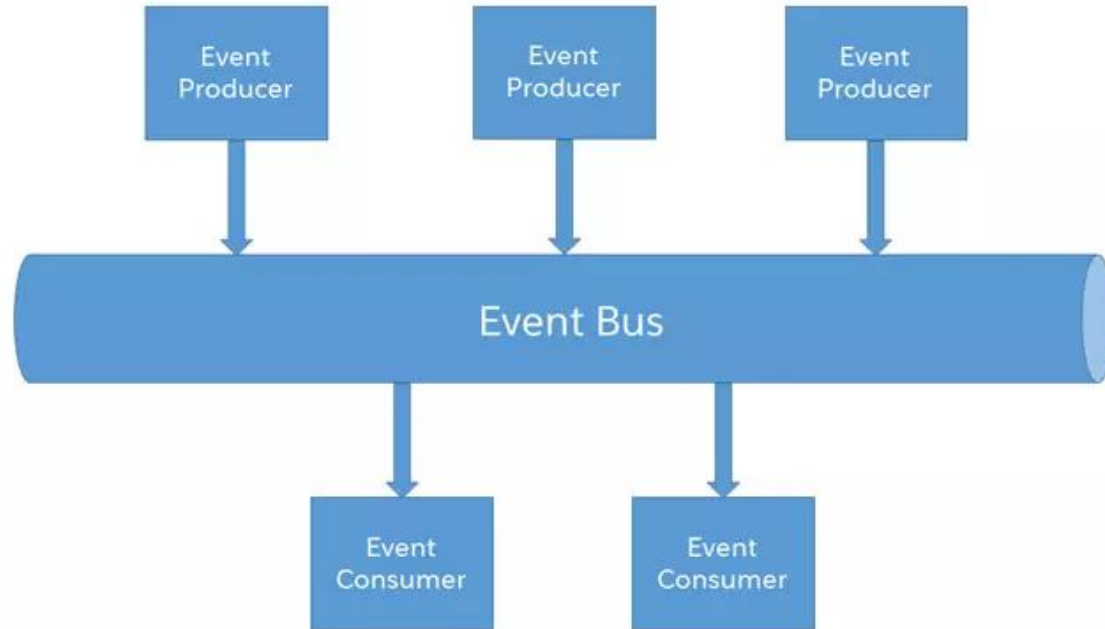 Event
Producer
Event
Producer
Event
Producer
Event Bus
Event
Consumer
Event
Consumer